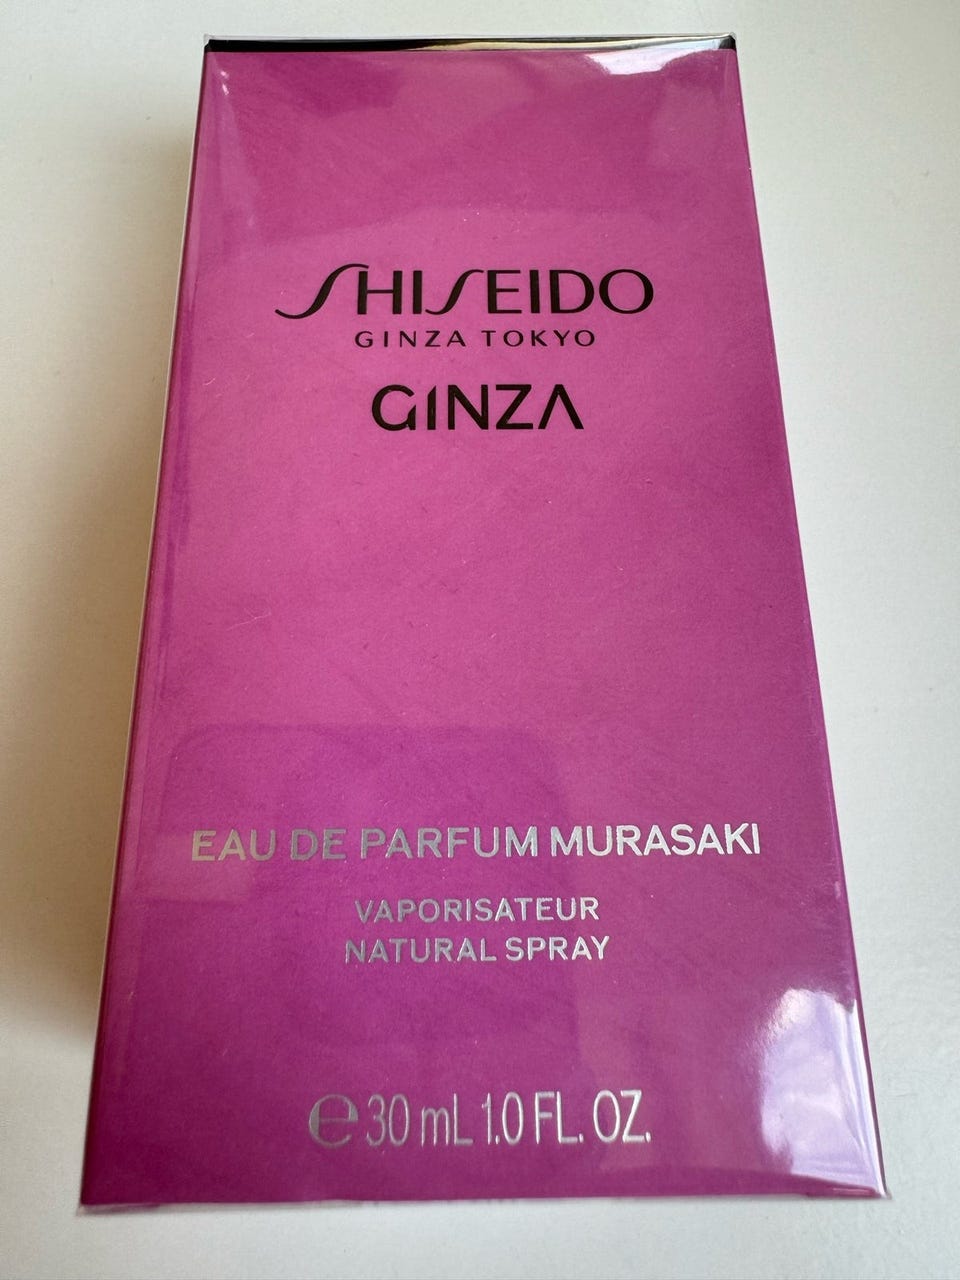 SHISEIDO
GINZA TOKYO
GINZA
EAU DE PARFUM MURASAKI
VAPORISATEUR
NATURAL SPRAY
℮ 30 mL 1.0 FL. OZ.